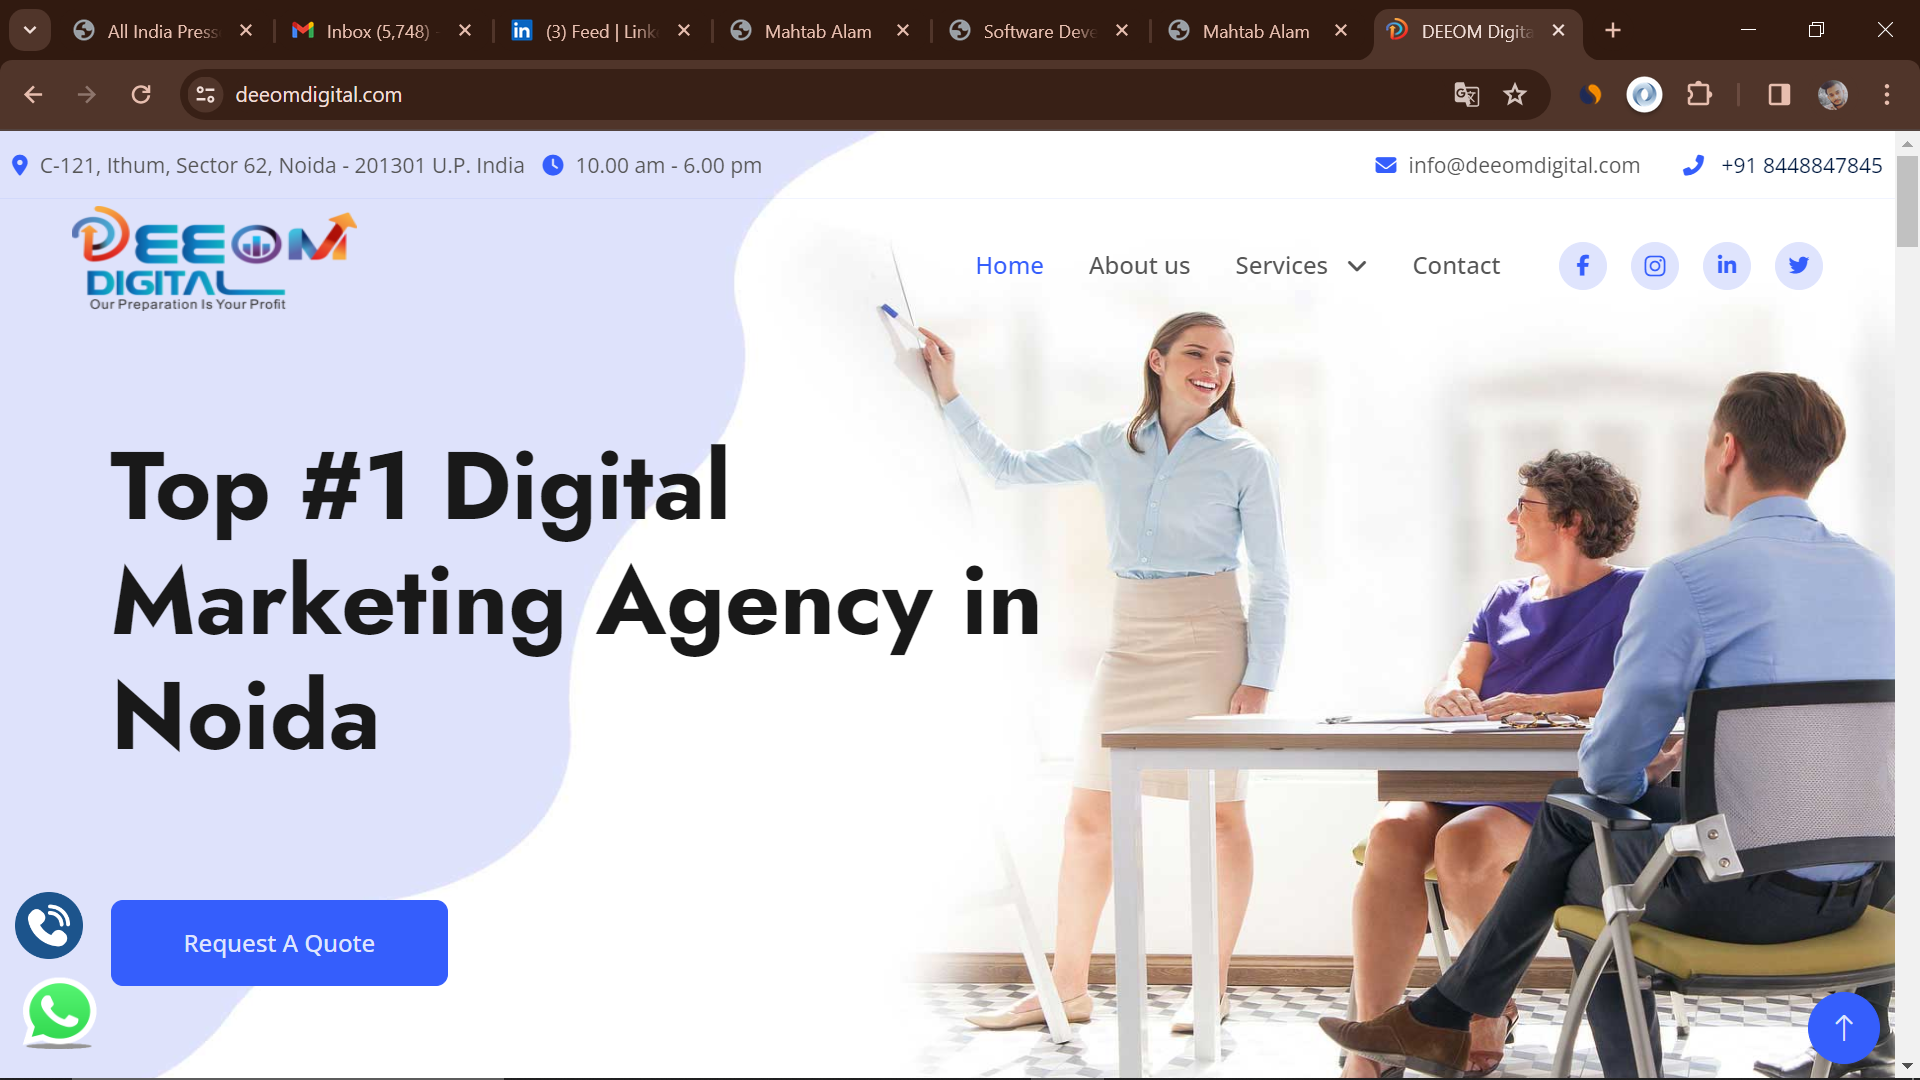 All India Press
Inbox (5,748)
(3) Feed | Link
Mahtab Alam
Software Deve
Mahtab Alam
DEEOM Digita
deeomdigital.com
C-121, Ithum, Sector 62, Noida - 201301 U.P. India
10.00 am - 6.00 pm
info@deeomdigital.com
+91 8448847845
DEEOM
DIGITAL
Our Preparation Is Your Profit
Home
About us
Services
Contact
Top #1 Digital
Marketing Agency in
Noida
Request A Quote